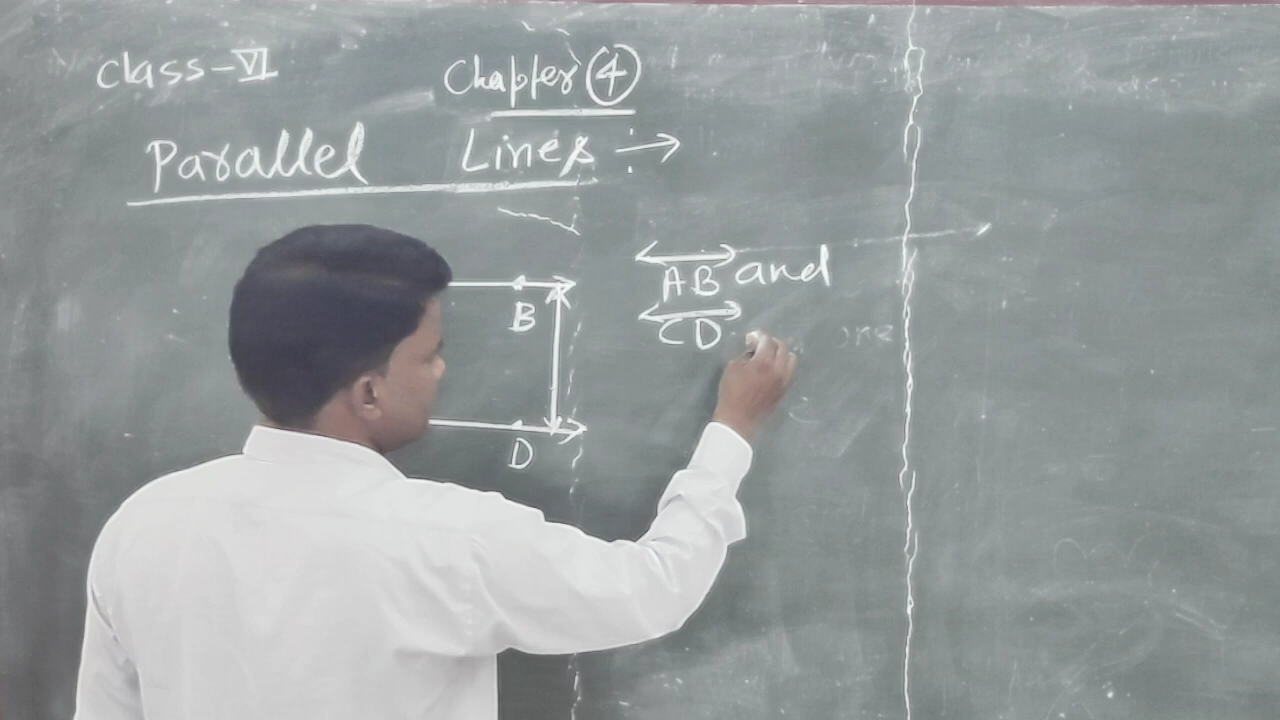 Class-VI
Chapter 4
Parallel Lines :→
B
D
AB and
CD